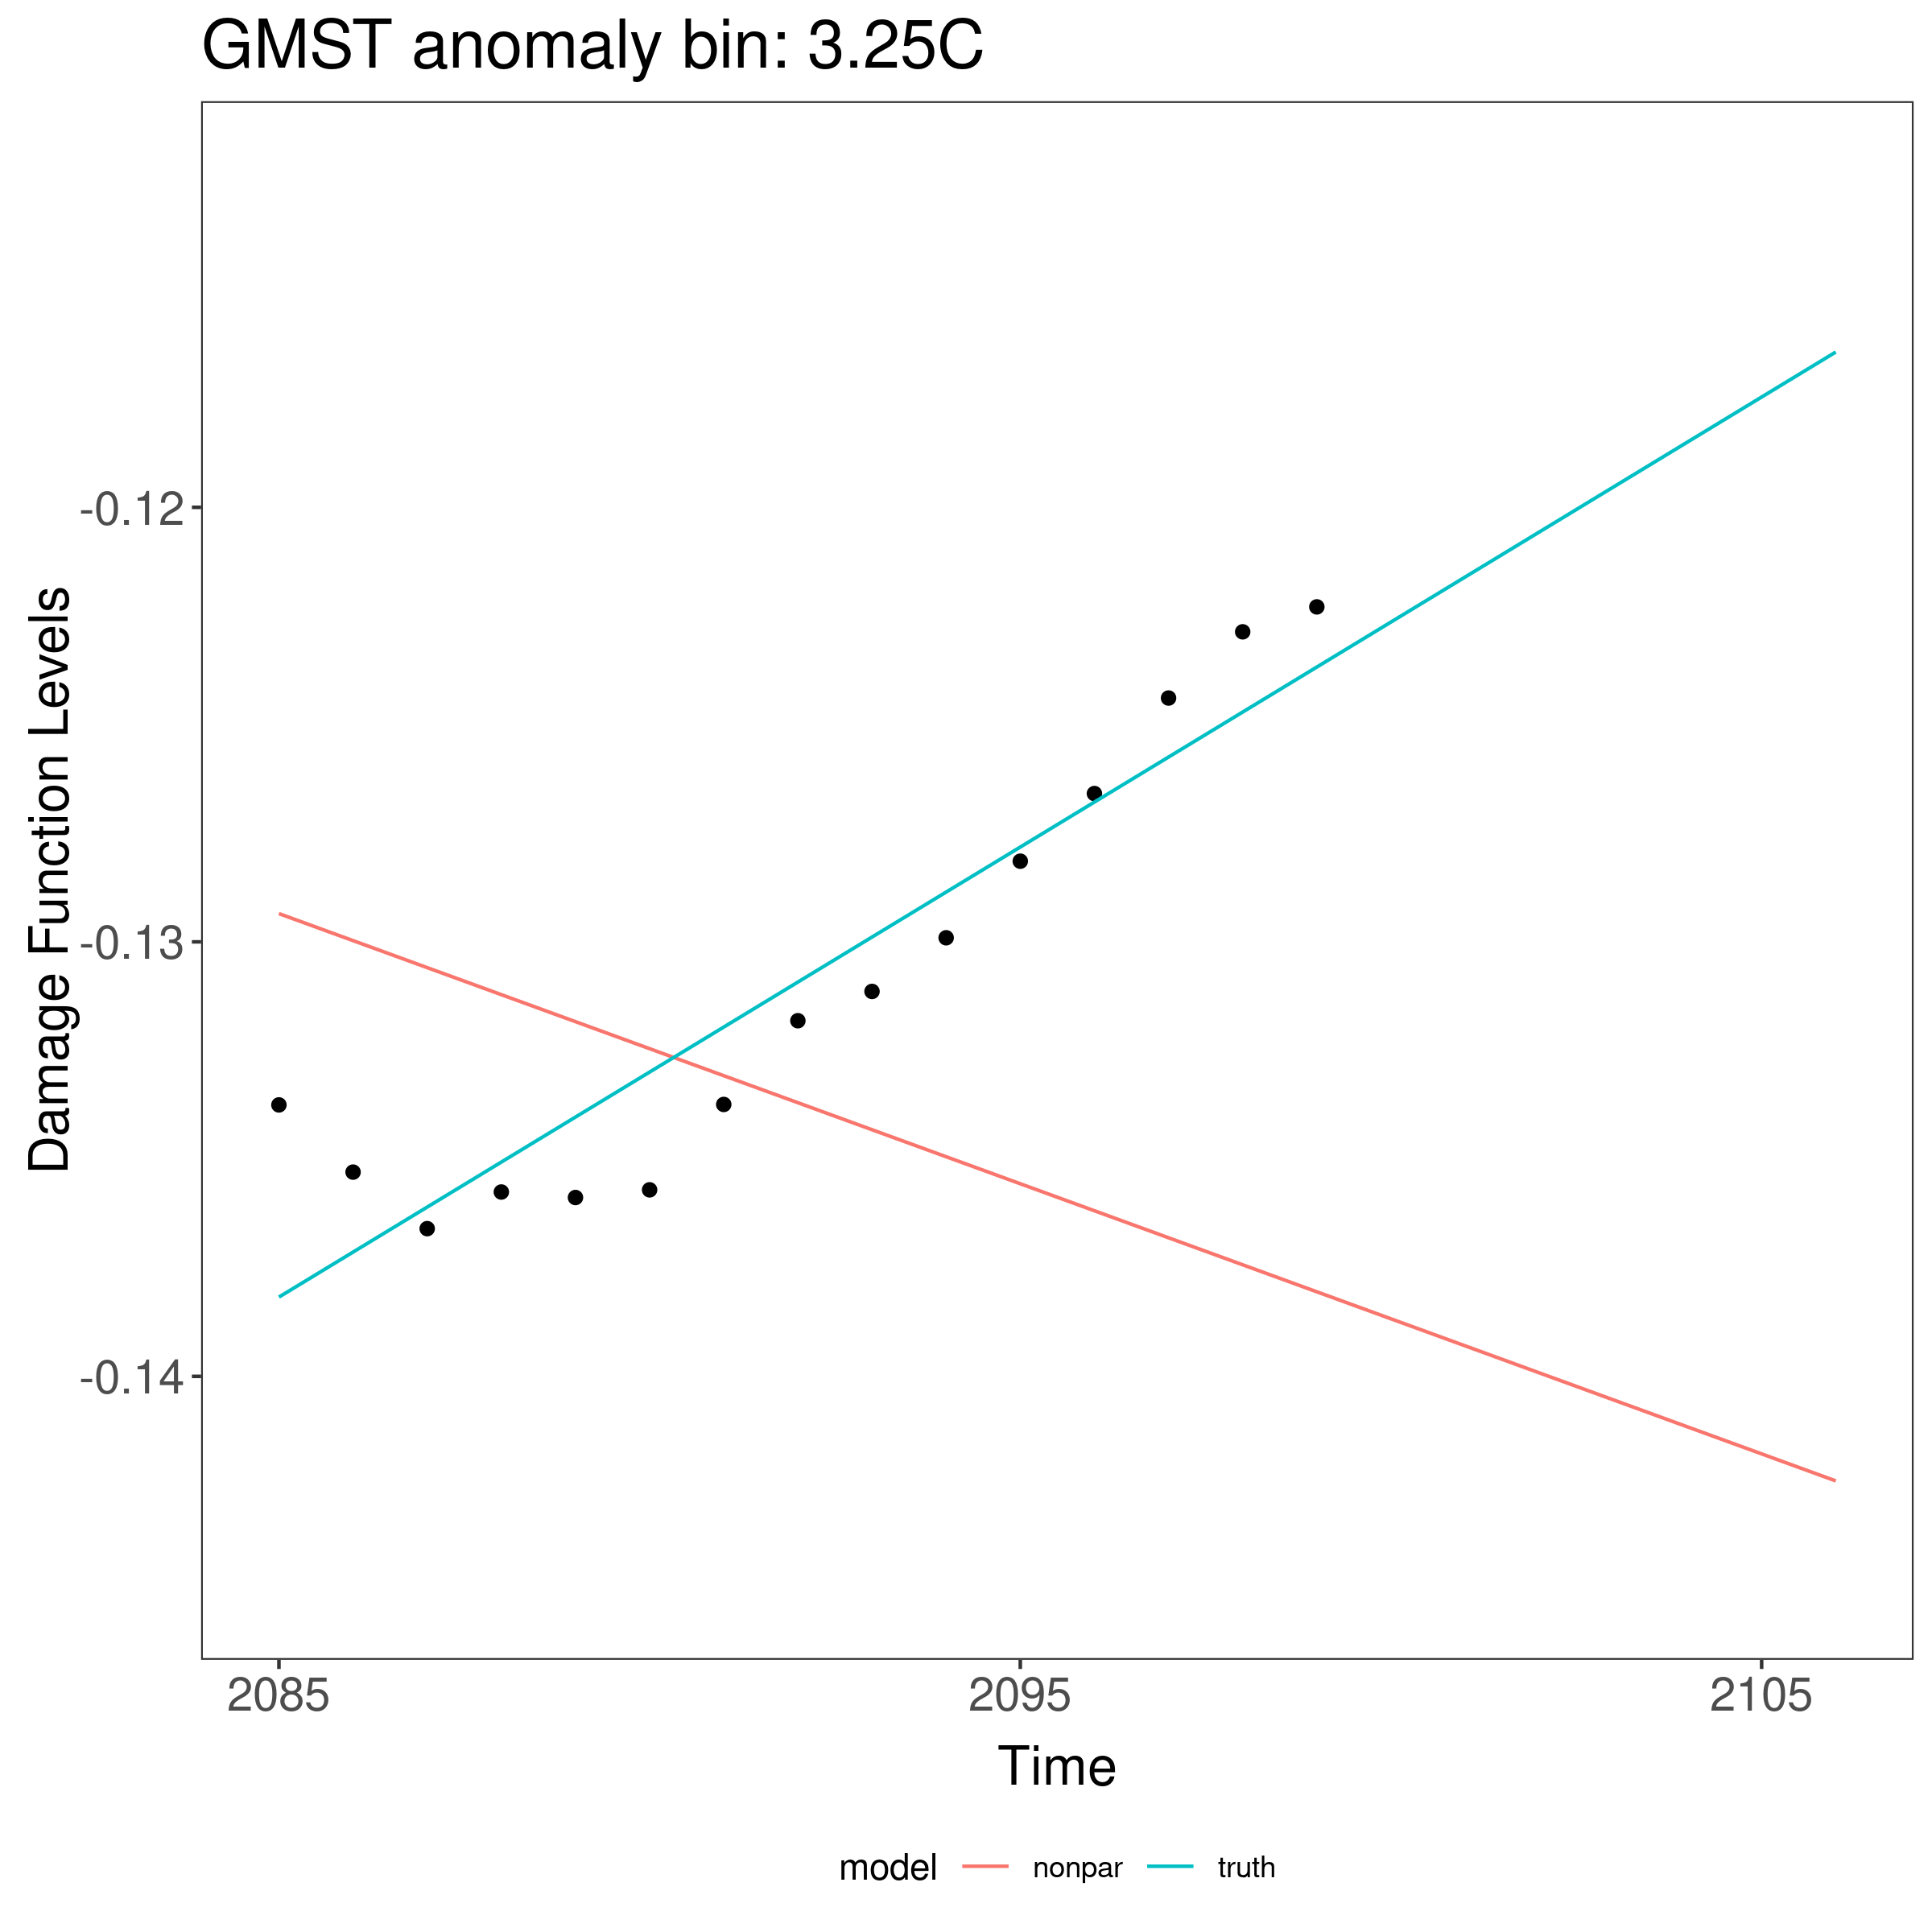 GMST anomaly bin: 3.25C
Damage Function Levels
-0.12
-0.13
-0.14
2085 2095 2105
Time
model nonpar truth